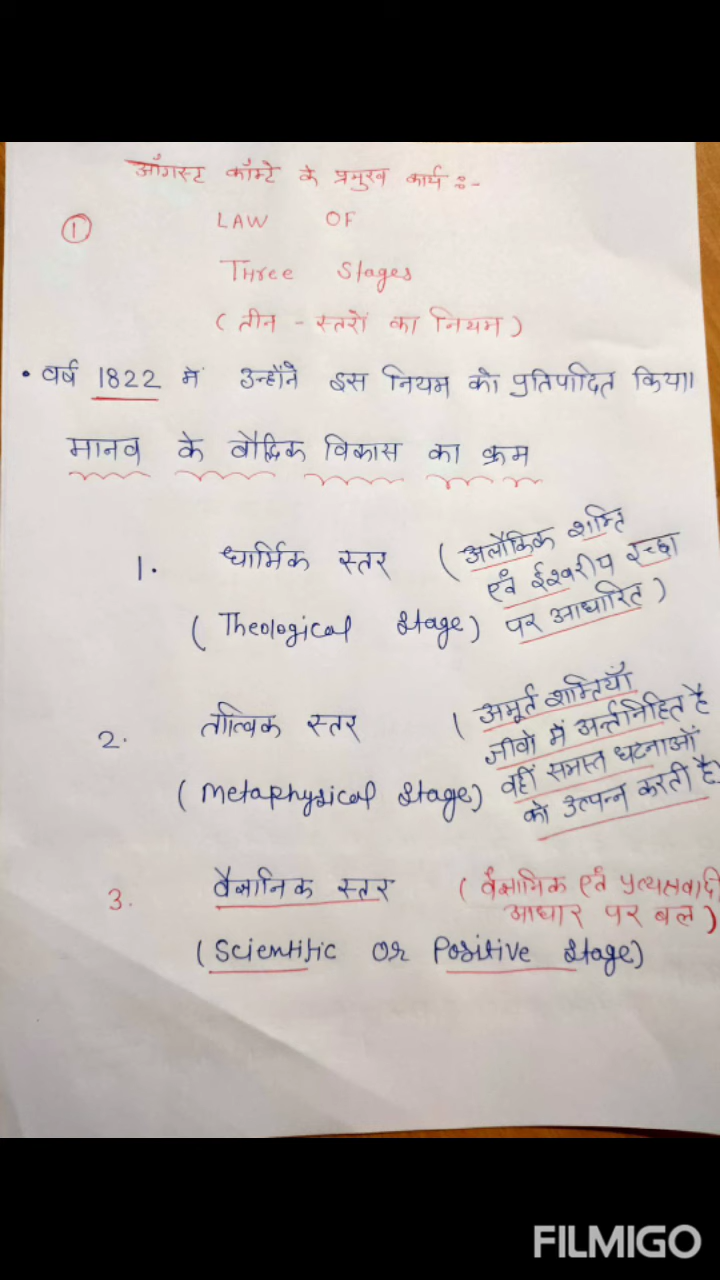 ऑगस्ट कॉम्टे के प्रमुख कार्य :-
① LAW OF
Three Stages
( तीन - स्तरों का नियम )
• वर्ष 1822 में उन्होंने इस नियम को प्रतिपादित किया।
मानव के बौद्धिक विकास का क्रम
1. धार्मिक स्तर ( अलौकिक शक्ति
एवं ईश्वरीय इच्छा
( Theological Stage ) पर आधारित )
2. तात्विक स्तर ( अमूर्त शक्तियाँ
जीवों में अर्न्तनिहित है
( Metaphysical Stage ) वहीं समस्त घटनाओं
को उत्पन्न करती है
3. वैज्ञानिक स्तर ( वैज्ञानिक एवं प्रत्यक्षवादी
आधार पर बल )
( Scientific or Positive Stage )
FILMIGO